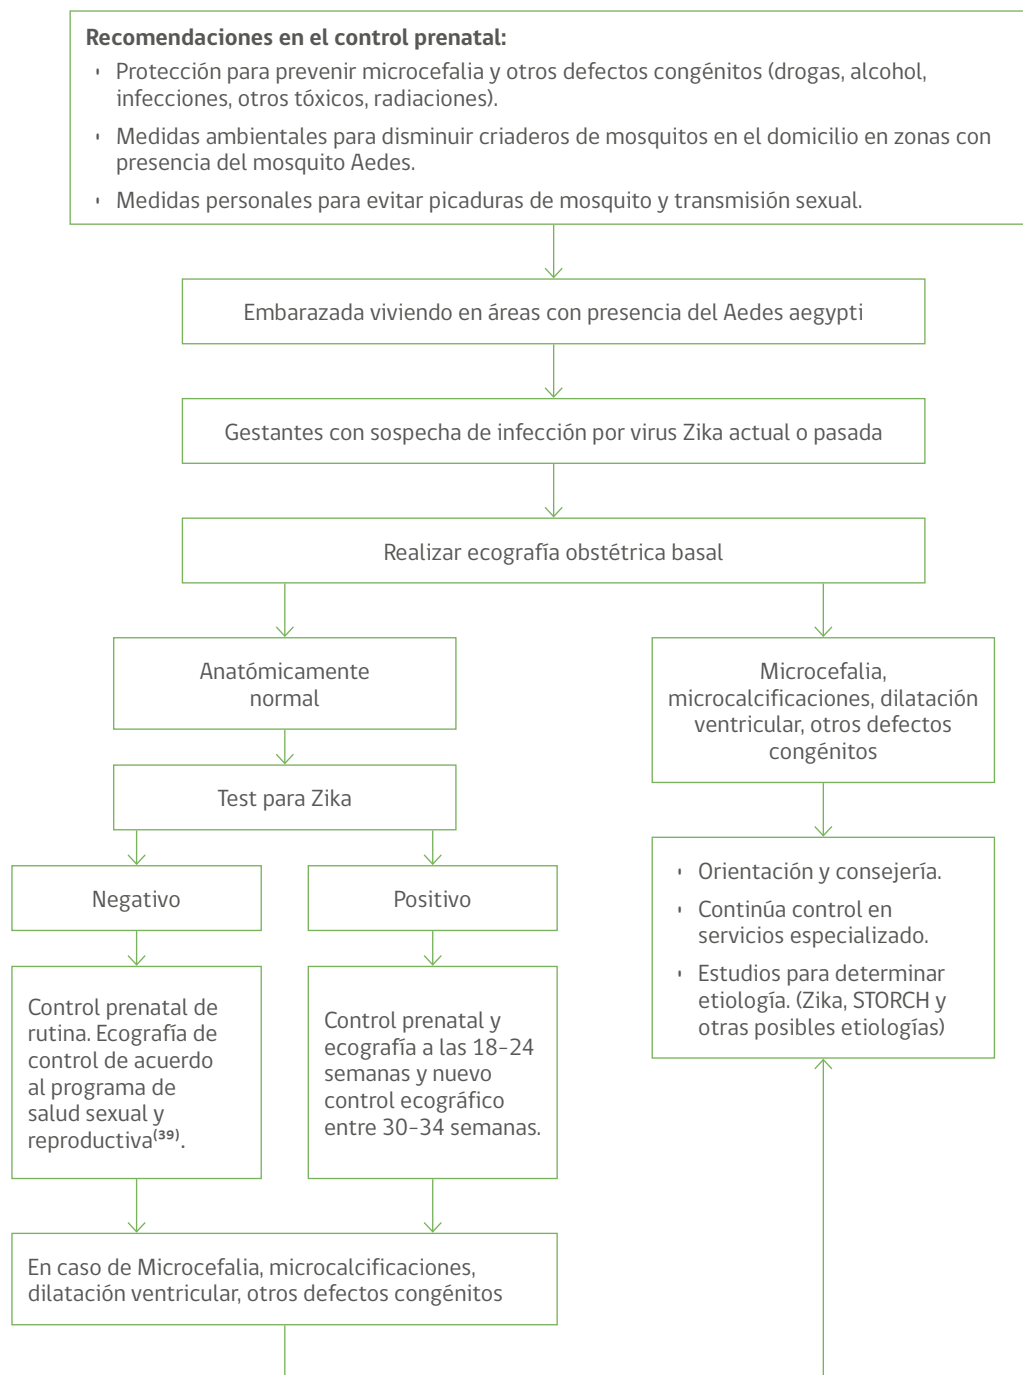 Recomendaciones en el control prenatal:
• Protección para prevenir microcefalia y otros defectos congénitos (drogas, alcohol,
infecciones, otros tóxicos, radiaciones).
• Medidas ambientales para disminuir criaderos de mosquitos en el domicilio en zonas con
presencia del mosquito Aedes.
• Medidas personales para evitar picaduras de mosquito y transmisión sexual.
Embarazada viviendo en áreas con presencia del Aedes aegypti
Gestantes con sospecha de infección por virus Zika actual o pasada
Realizar ecografía obstétrica basal
Anatómicamente
normal
Microcefalia,
microcalcificaciones, dilatación
ventricular, otros defectos
congénitos
Test para Zika
Negativo
Positivo
• Orientación y consejería.
• Continúa control en
servicios especializado.
• Estudios para determinar
etiología. (Zika, STORCH y
otras posibles etiologías)
Control prenatal de
rutina. Ecografía de
control de acuerdo
al programa de
salud sexual y
reproductiva(39).
Control prenatal y
ecografía a las 18-24
semanas y nuevo
control ecográfico
entre 30-34 semanas.
En caso de Microcefalia, microcalcificaciones,
dilatación ventricular, otros defectos congénitos